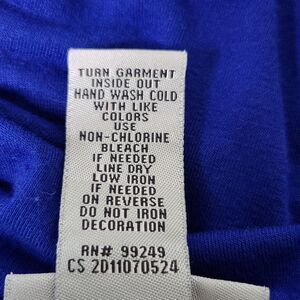 TURN GARMENT
INSIDE OUT
HAND WASH COLD
WITH LIKE
COLORS
USE
NON-CHLORINE
BLEACH
IF NEEDED
LINE DRY
LOW IRON
IF NEEDED
ON REVERSE
DO NOT IRON
DECORATION
RN# 99249
CS 2D11070524